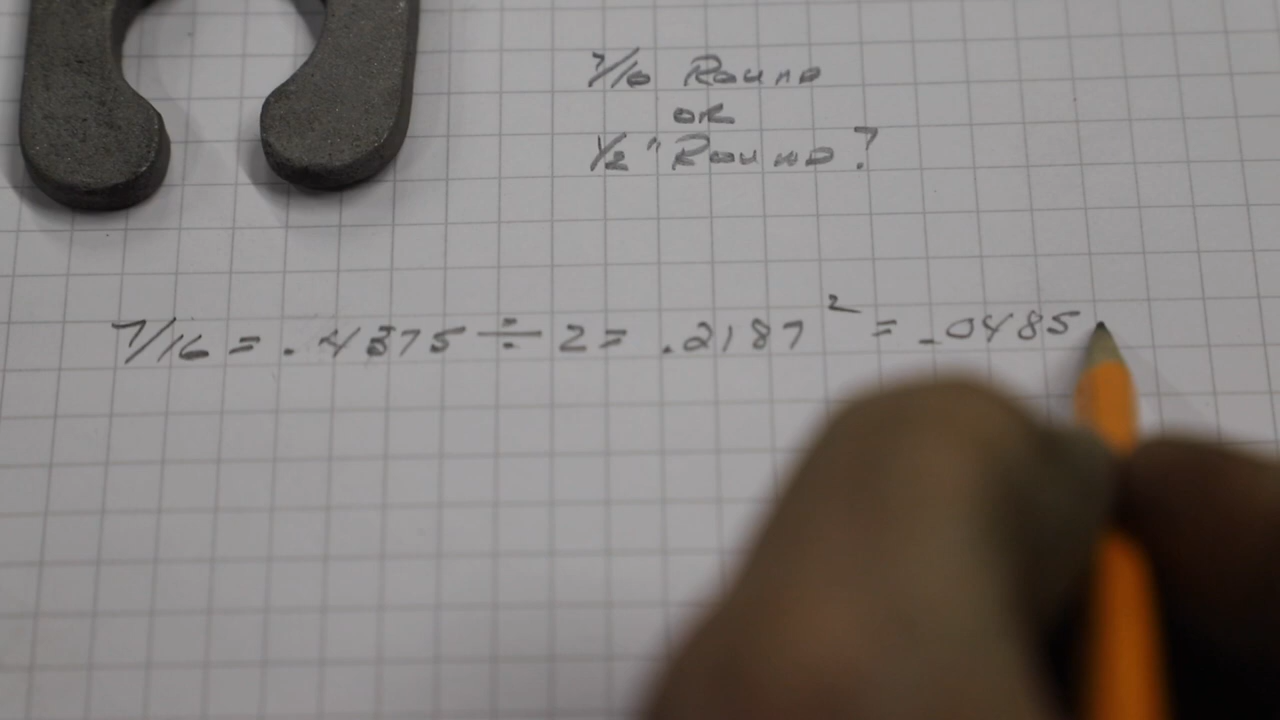 7/16 Round
OR
1/2" Round?
7/16 = .4375 ÷ 2 = .2187² = .0485